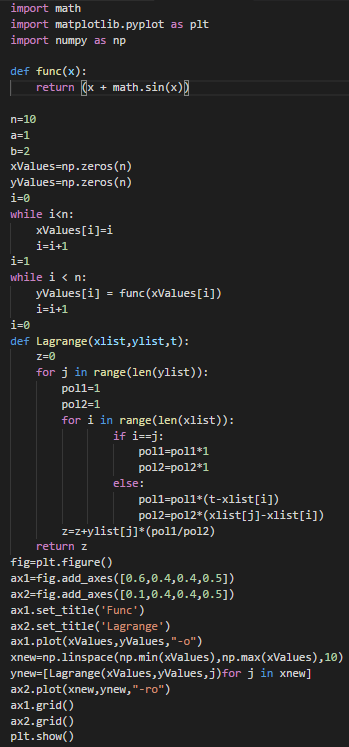 import math
import matplotlib.pyplot as plt
import numpy as np

def func(x):
    return (x + math.sin(x))

n=10
a=1
b=2
xValues=np.zeros(n)
yValues=np.zeros(n)
i=0
while i<n:
    xValues[i]=i
    i=i+1
i=1
while i < n:
    yValues[i] = func(xValues[i])
    i=i+1
i=0
def Lagrange(xlist,ylist,t):
    z=0
    for j in range(len(ylist)):
        pol1=1
        pol2=1
        for i in range(len(xlist)):
                if i==j:
                    pol1=pol1*1
                    pol2=pol2*1
                else:
                    pol1=pol1*(t-xlist[i])
                    pol2=pol2*(xlist[j]-xlist[i])
        z=z+ylist[j]*(pol1/pol2)
    return z
fig=plt.figure()
ax1=fig.add_axes([0.6,0.4,0.4,0.5])
ax2=fig.add_axes([0.1,0.4,0.4,0.5])
ax1.set_title('Func')
ax2.set_title('Lagrange')
ax1.plot(xValues,yValues,"-o")
xnew=np.linspace(np.min(xValues),np.max(xValues),10)
ynew=[Lagrange(xValues,yValues,j)for j in xnew]
ax2.plot(xnew,ynew,"-ro")
ax1.grid()
ax2.grid()
plt.show()